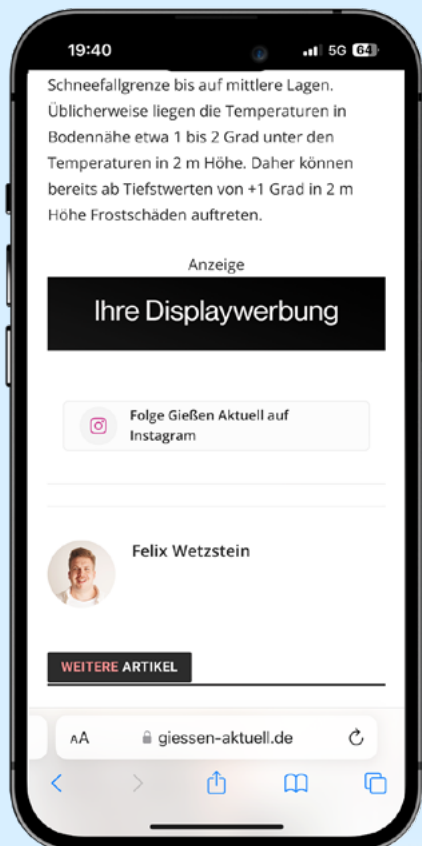 19:40
5G 64
Schneefallgrenze bis auf mittlere Lagen.
Üblicherweise liegen die Temperaturen in
Bodennähe etwa 1 bis 2 Grad unter den
Temperaturen in 2 m Höhe. Daher können
bereits ab Tiefstwerten von +1 Grad in 2 m
Höhe Frostschäden auftreten.
Anzeige
Ihre Displaywerbung
Folge Gießen Aktuell auf
Instagram
Felix Wetzstein
WEITERE ARTIKEL
AA giessen-aktuell.de